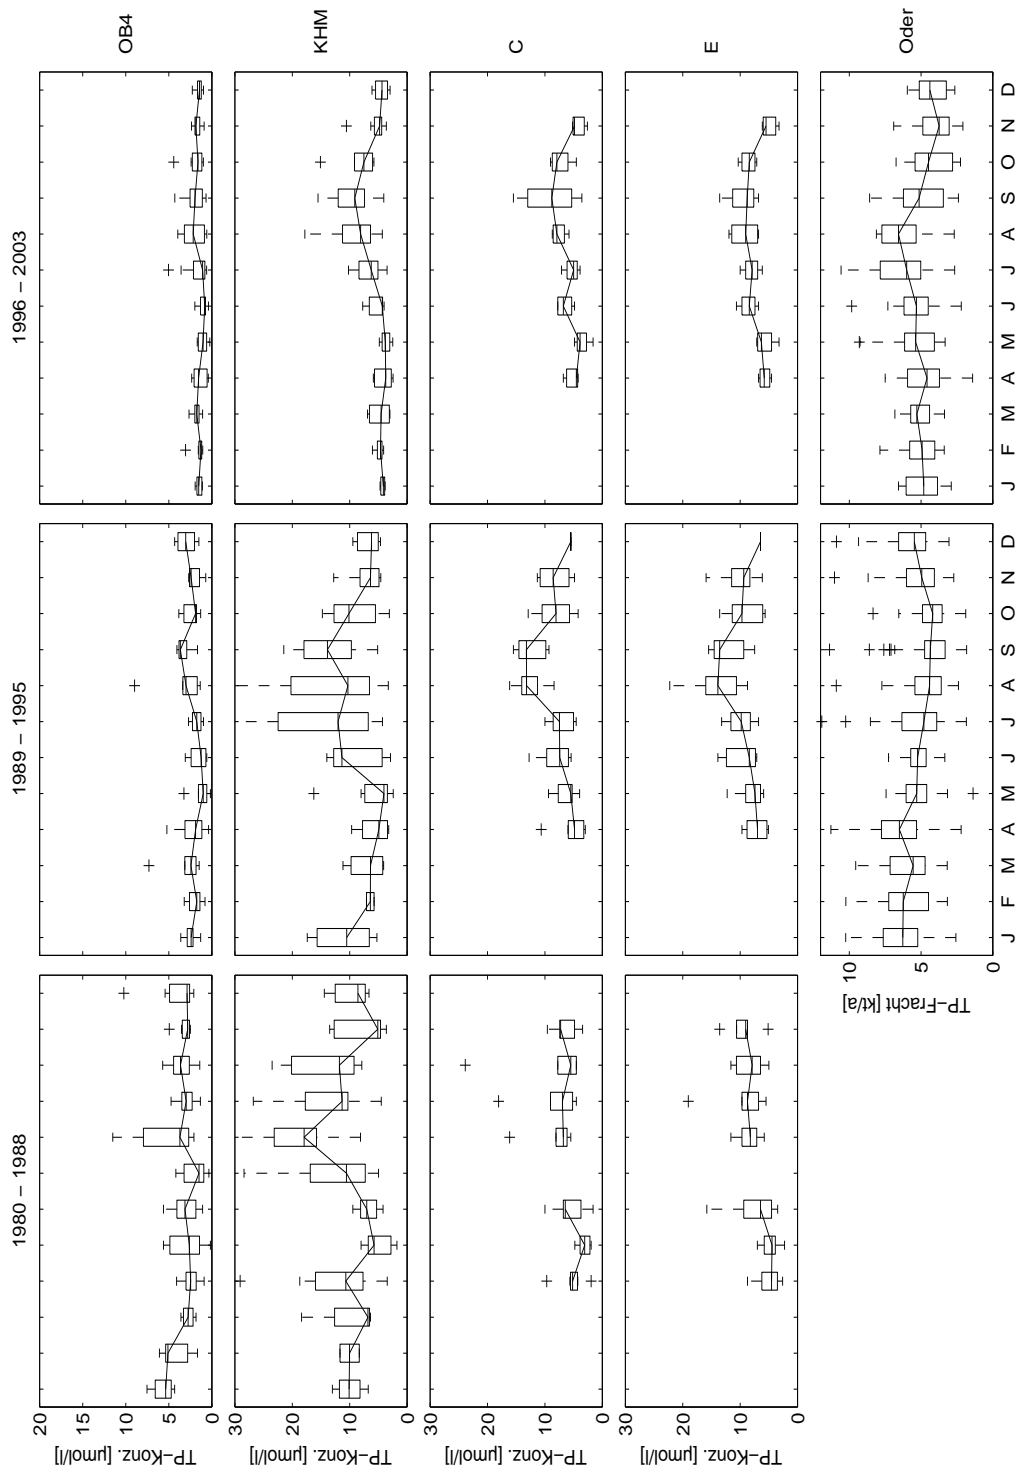 1980 − 1988
1989 − 1995
1996 − 2003
TP−Konz. [µmol/l]
20
15
10
5
0
OB4
TP−Konz. [µmol/l]
30
20
10
0
KHM
TP−Konz. [µmol/l]
30
20
10
0
C
TP−Konz. [µmol/l]
30
20
10
0
E
TP−Fracht [kt/a]
10
5
0
Oder
J F M A M J J A S O N D
J F M A M J J A S O N D